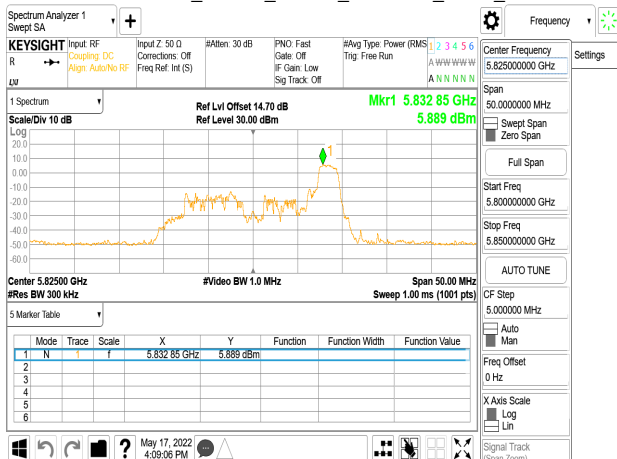 Spectrum Analyzer 1
Swept SA
Frequency
KEYSIGHT
R
LXI
Input: RF
Coupling: DC
Align: Auto/No RF
Input Z: 50 Ω
Corrections: Off
Freq Ref: Int (S)
#Atten: 30 dB
PNO: Fast
Gate: Off
IF Gain: Low
Sig Track: Off
#Avg Type: Power (RMS
Trig: Free Run
1 2 3 4 5 6
A W W W W W
A N N N N N
Center Frequency
5.825000000 GHz
Settings
Span
50.0000000 MHz
Swept Span
Zero Span
Full Span
Start Freq
5.800000000 GHz
Stop Freq
5.850000000 GHz
AUTO TUNE
CF Step
5.000000 MHz
Auto
Man
Freq Offset
0 Hz
X Axis Scale
Log
Lin
Signal Track
(Span Zoom)
1 Spectrum
Scale/Div 10 dB
Ref Lvl Offset 14.70 dB
Ref Level 30.00 dBm
Mkr1 5.832 85 GHz
5.889 dBm
Log
20.0
10.0
0.00
-10.0
-20.0
-30.0
-40.0
-50.0
-60.0
1
Center 5.82500 GHz
#Video BW 1.0 MHz
Span 50.00 MHz
#Res BW 300 kHz
Sweep 1.00 ms (1001 pts)
5 Marker Table
Mode Trace Scale X Y Function Function Width Function Value
1 N 1 f 5.832 85 GHz 5.889 dBm
2
3
4
5
6
?
May 17, 2022
4:09:06 PM